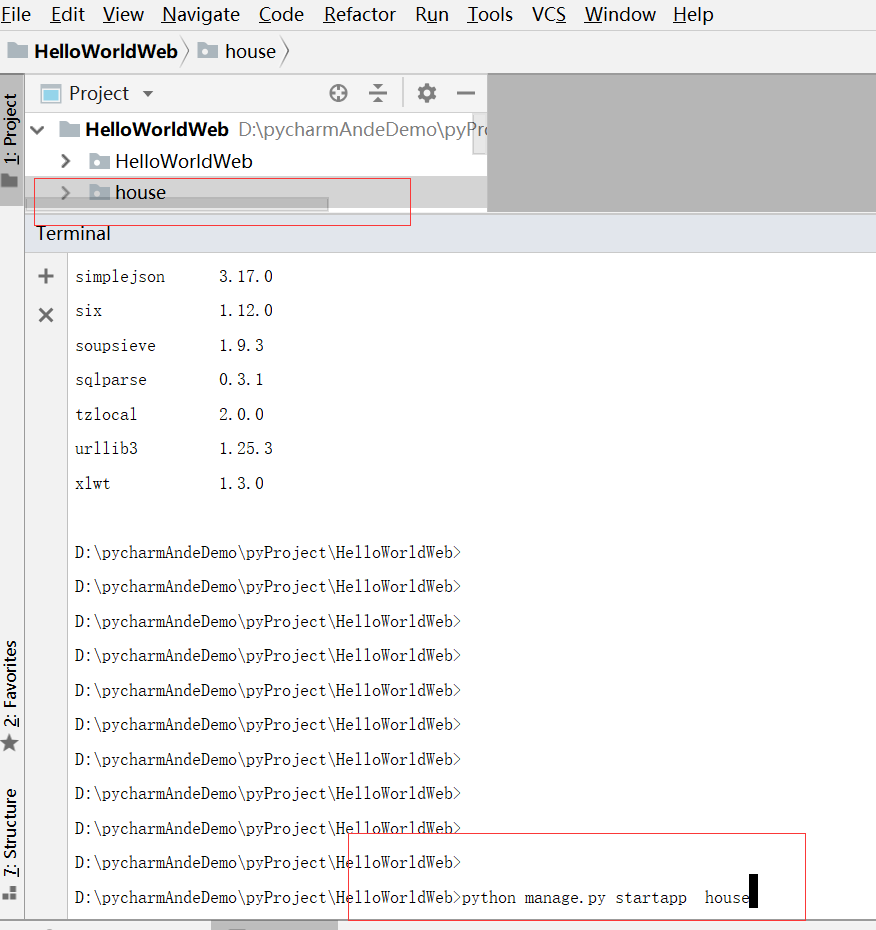 File Edit View Navigate Code Refactor Run Tools VCS Window Help
HelloWorldWeb house
1: Project
Project
HelloWorldWeb D:\pycharmAndeDemo\pyPro
HelloWorldWeb
house
Terminal
simplejson 3.17.0
six 1.12.0
soupsieve 1.9.3
sqlparse 0.3.1
tzlocal 2.0.0
urllib3 1.25.3
xlwt 1.3.0
D:\pycharmAndeDemo\pyProject\HelloWorldWeb>
D:\pycharmAndeDemo\pyProject\HelloWorldWeb>
D:\pycharmAndeDemo\pyProject\HelloWorldWeb>
D:\pycharmAndeDemo\pyProject\HelloWorldWeb>
D:\pycharmAndeDemo\pyProject\HelloWorldWeb>
D:\pycharmAndeDemo\pyProject\HelloWorldWeb>
D:\pycharmAndeDemo\pyProject\HelloWorldWeb>
D:\pycharmAndeDemo\pyProject\HelloWorldWeb>
D:\pycharmAndeDemo\pyProject\HelloWorldWeb>
D:\pycharmAndeDemo\pyProject\HelloWorldWeb>
D:\pycharmAndeDemo\pyProject\HelloWorldWeb>python manage.py startapp  house
2: Favorites
7: Structure